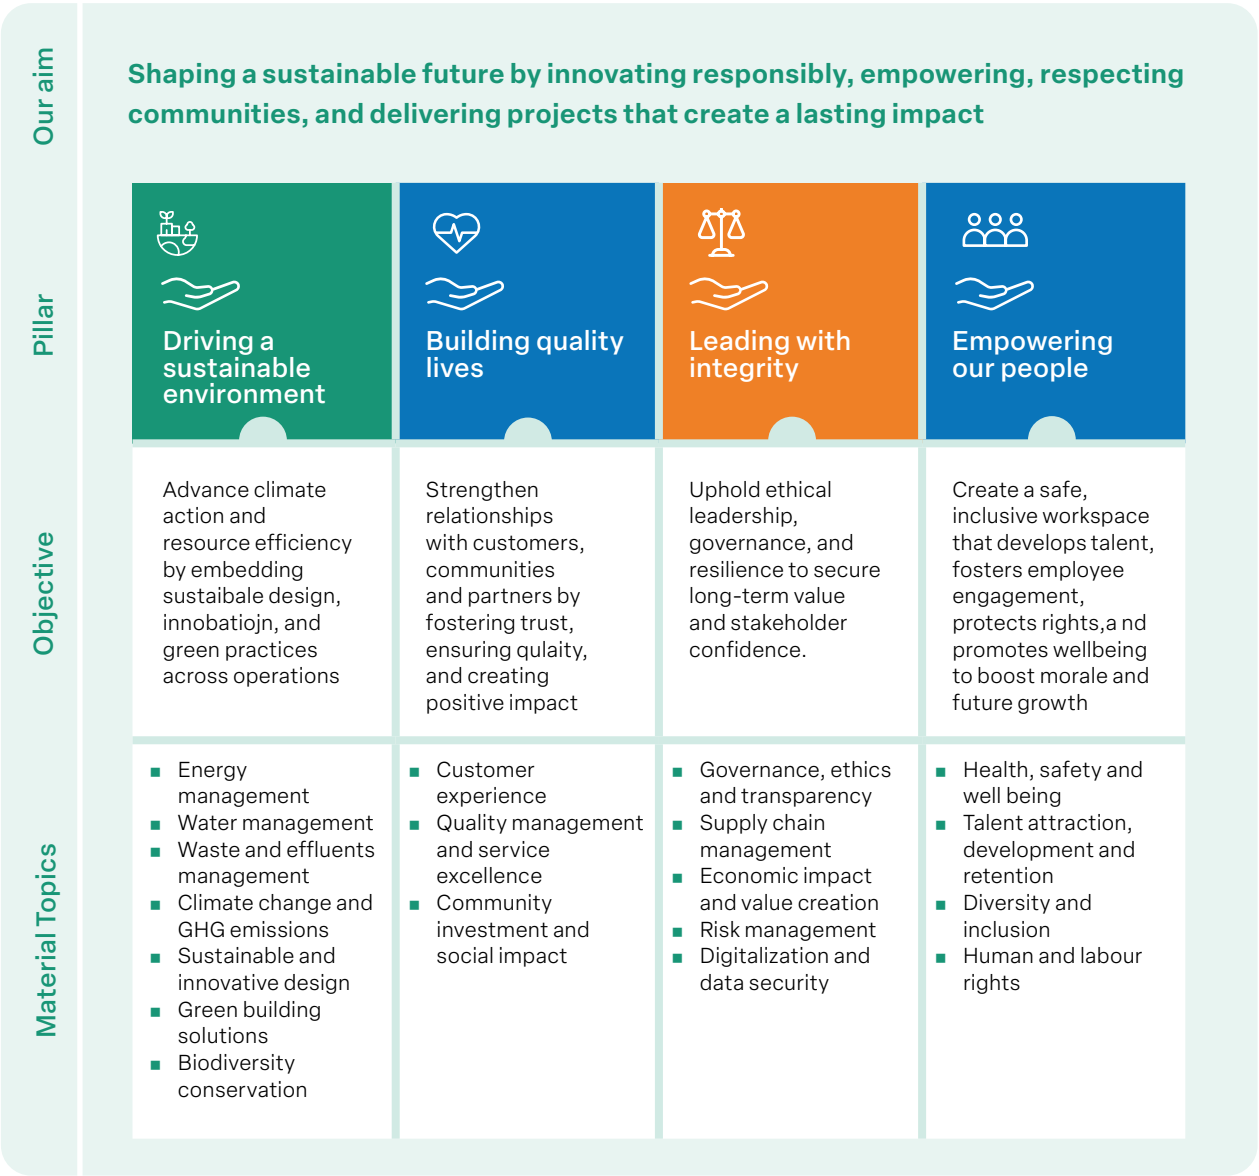 Our aim
Shaping a sustainable future by innovating responsibly, empowering, respecting
communities, and delivering projects that create a lasting impact
Pillar
Driving a
sustainable
environment
Building quality
lives
Leading with
integrity
Empowering
our people
Objective
Advance climate
action and
resource efficiency
by embedding
sustaibale design,
innobatiojn, and
green practices
across operations
Strengthen
relationships
with customers,
communities
and partners by
fostering trust,
ensuring qulaity,
and creating
positive impact
Uphold ethical
leadership,
governance, and
resilience to secure
long-term value
and stakeholder
confidence.
Create a safe,
inclusive workspace
that develops talent,
fosters employee
engagement,
protects rights,a nd
promotes wellbeing
to boost morale and
future growth
Material Topics
Energy
management
Water management
Waste and effluents
management
Climate change and
GHG emissions
Sustainable and
innovative design
Green building
solutions
Biodiversity
conservation
Customer
experience
Quality management
and service
excellence
Community
investment and
social impact
Governance, ethics
and transparency
Supply chain
management
Economic impact
and value creation
Risk management
Digitalization and
data security
Health, safety and
well being
Talent attraction,
development and
retention
Diversity and
inclusion
Human and labour
rights